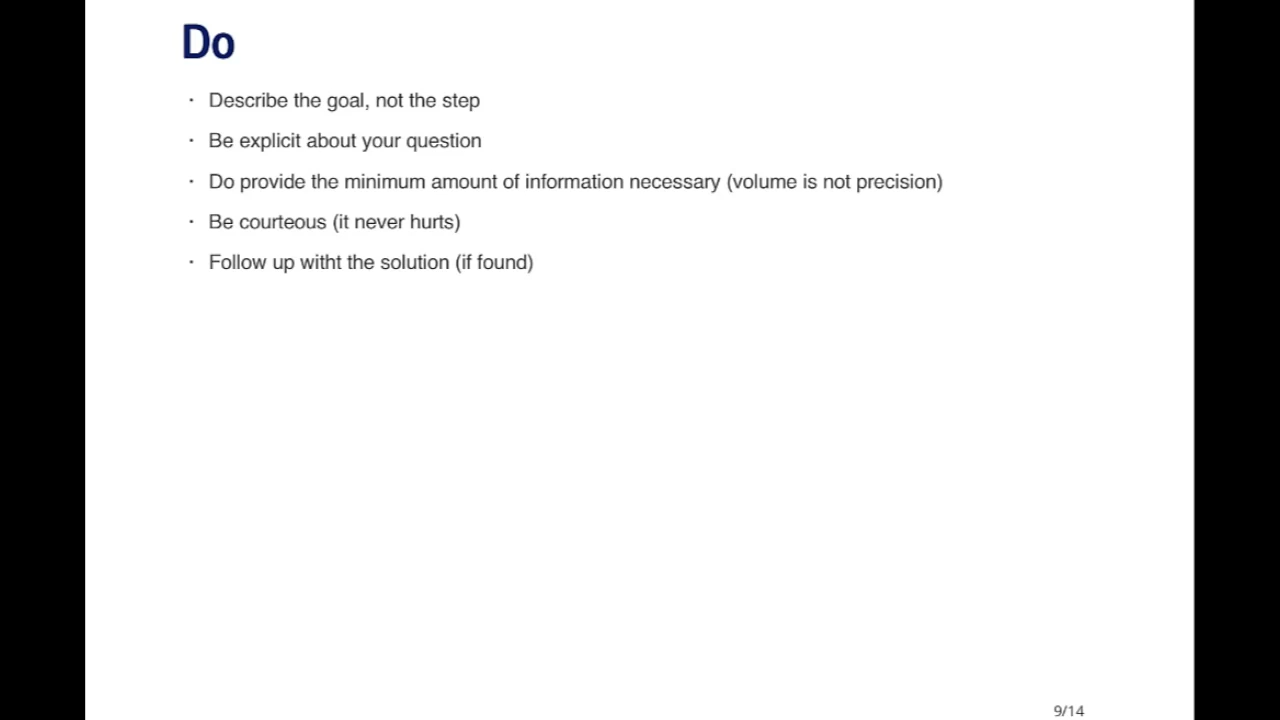 Do
· Describe the goal, not the step
· Be explicit about your question
· Do provide the minimum amount of information necessary (volume is not precision)
· Be courteous (it never hurts)
· Follow up witht the solution (if found)
9/14